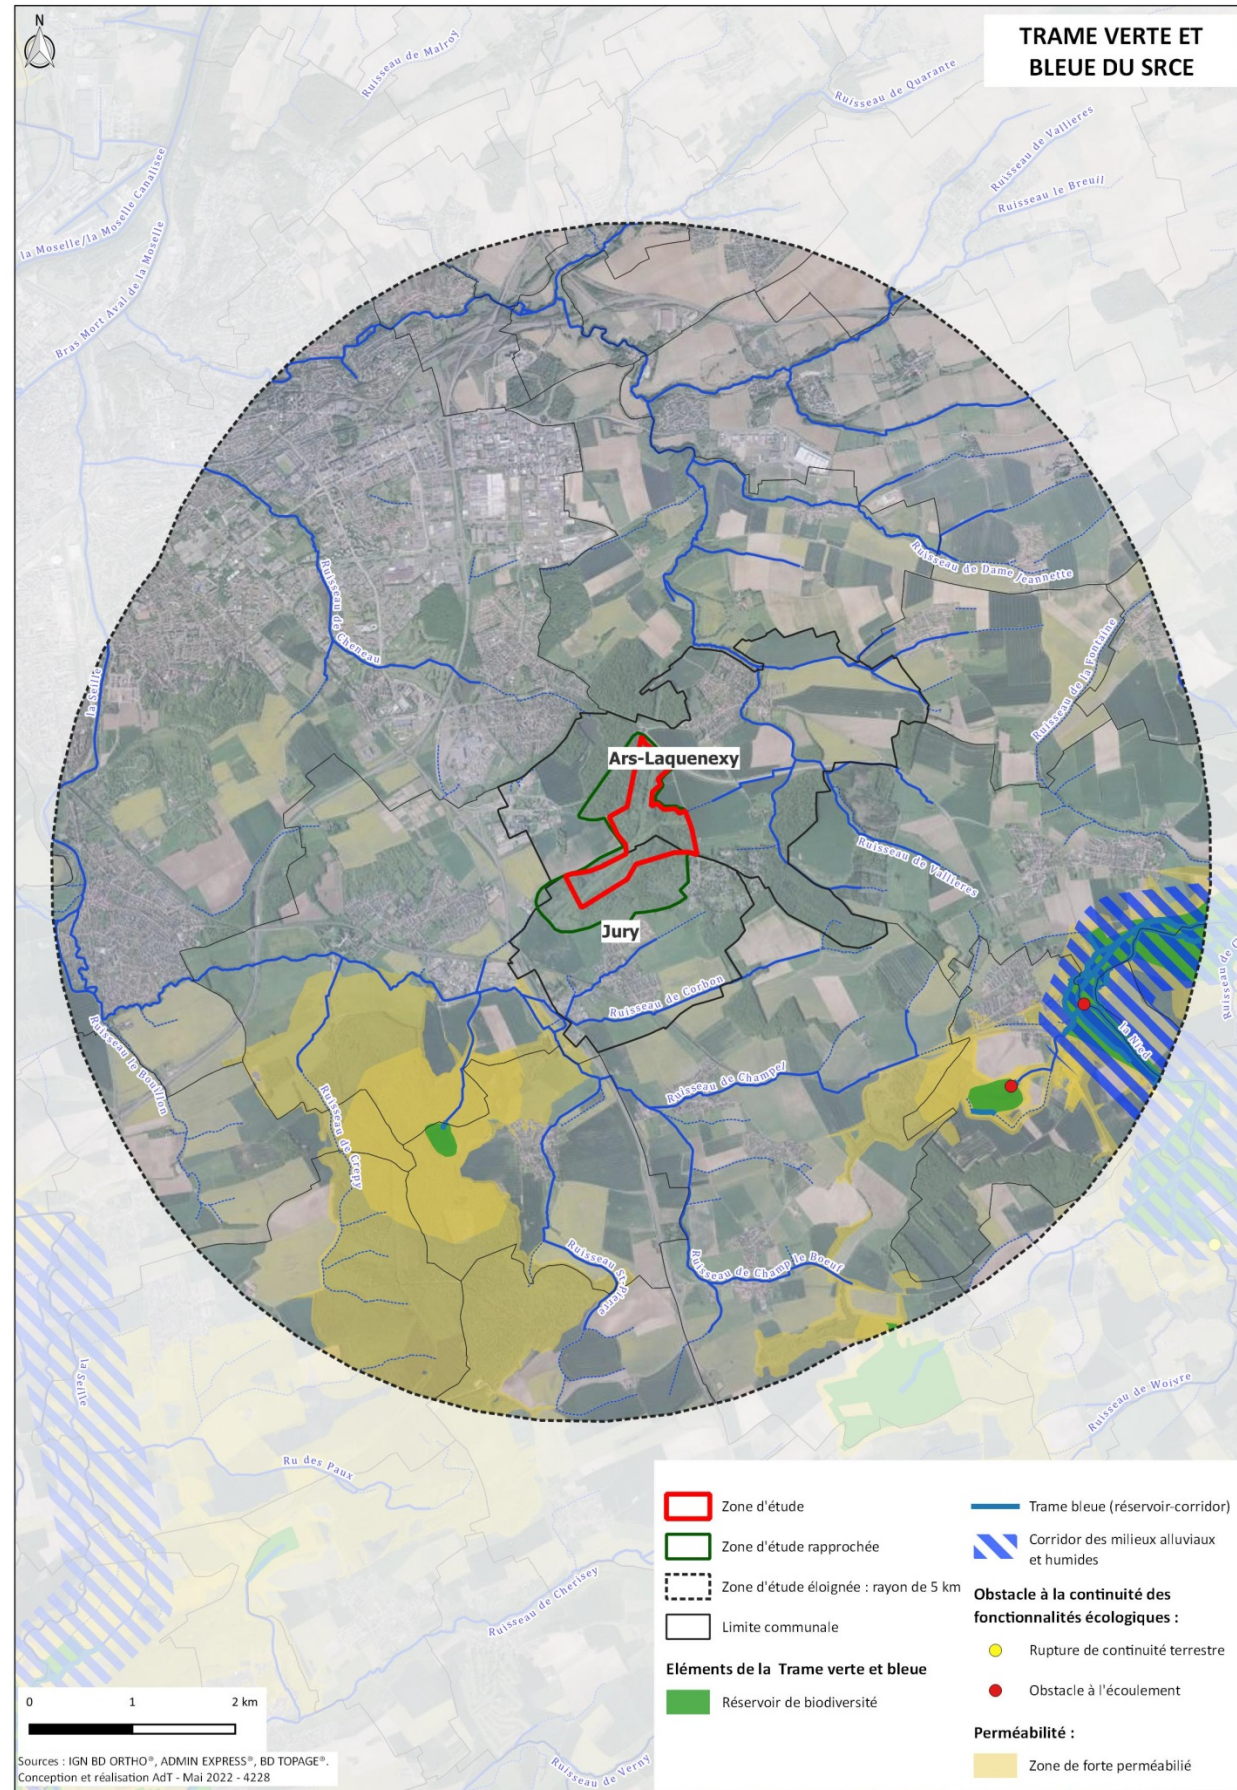 TRAME VERTE ET
BLEUE DU SRCE
N
Ruisseau de Malroy
Ruisseau de Quarante
Ruisseau de Vallieres
Ruisseau le Breuil
la Moselle/la Moselle Canalisee
Bras Mort Aval de la Moselle
Ruisseau de Dame Jeannette
Ruisseau de Cheneau
la Seille
Ruisseau de la Fontaine
Ars-Laquenexy
Ruisseau de Vallieres
Jury
Ruisseau de Corbon
la Nied
Ruisseau le Bouillon
Ruisseau de Crepy
Ruisseau de Champel
Ruisseau St-Pierre
Ruisseau de Champ le Boeuf
la Seille
Ruisseau de Woivre
Ru des Paux
Ruisseau de Cherisey
Ruisseau de Verny
Zone d'étude
Zone d'étude rapprochée
Zone d'étude éloignée : rayon de 5 km
Limite communale
Eléments de la Trame verte et bleue
Réservoir de biodiversité
Trame bleue (réservoir-corridor)
Corridor des milieux alluviaux
et humides
Obstacle à la continuité des
fonctionnalités écologiques :
Rupture de continuité terrestre
Obstacle à l'écoulement
Perméabilité :
Zone de forte perméabilié
0 1 2 km
Sources : IGN BD ORTHO®, ADMIN EXPRESS®, BD TOPAGE®.
Conception et réalisation AdT - Mai 2022 - 4228